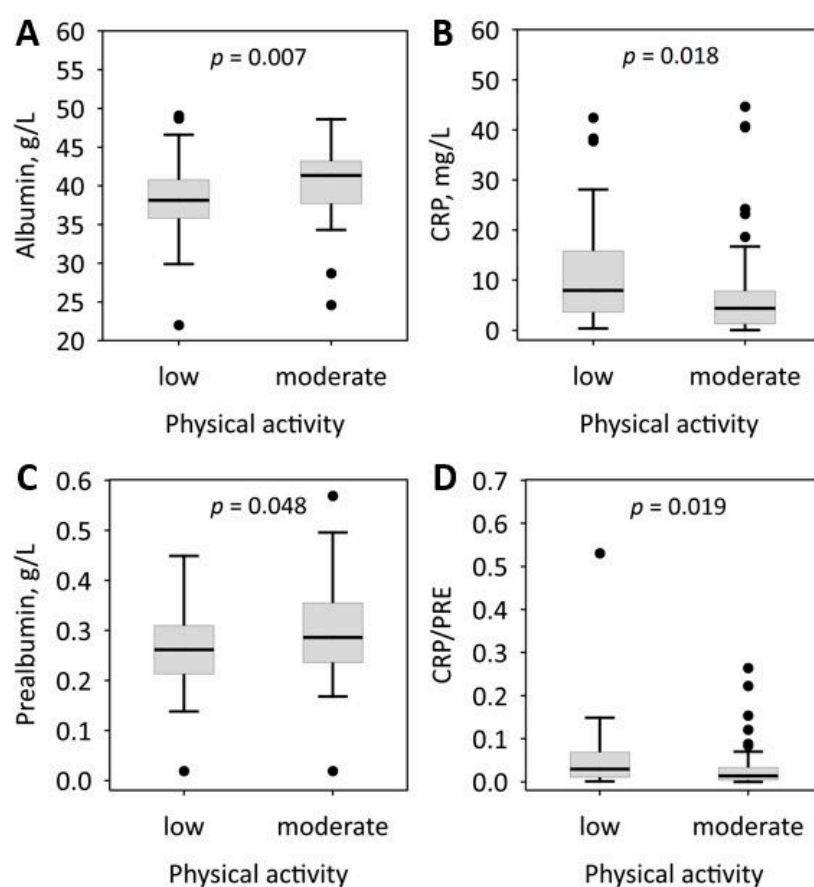 A
p = 0.007
Albumin, g/L
60
55
50
45
40
35
30
25
20
low moderate
Physical activity
B
p = 0.018
CRP, mg/L
60
50
40
30
20
10
0
low moderate
Physical activity
C
p = 0.048
Prealbumin, g/L
0.6
0.5
0.4
0.3
0.2
0.1
0.0
low moderate
Physical activity
D
p = 0.019
CRP/PRE
0.7
0.6
0.5
0.4
0.3
0.2
0.1
0.0
low moderate
Physical activity